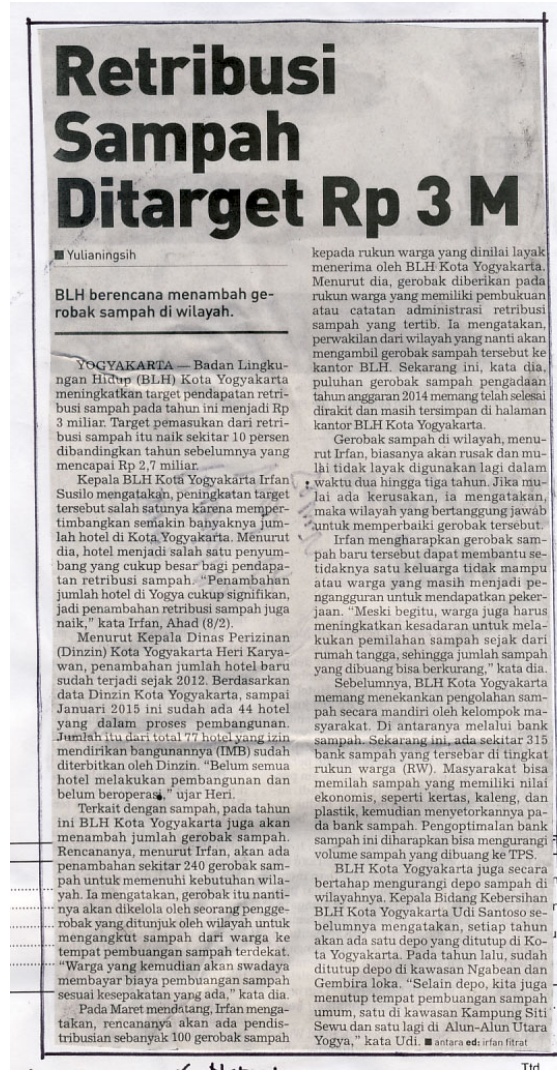 Retribusi
Sampah
Ditarget Rp 3 M
Yulianingsih
BLH berencana menambah ge-
robak sampah di wilayah.
YOGYAKARTA — Badan Lingku-
ngan Hidup (BLH) Kota Yogyakarta
meningkatkan target pendapatan retri-
busi sampah pada tahun ini menjadi Rp
3 miliar. Target pemasukan dari retri-
busi sampah itu naik sekitar 10 persen
dibandingkan tahun sebelumnya yang
mencapai Rp 2,7 miliar.
Kepala BLH Kota Yogyakarta Irfan
Susilo mengatakan, peningkatan target
tersebut salah satunya karena memper-
timbangkan semakin banyaknya jum-
lah hotel di Kota Yogyakarta. Menurut
dia, hotel menjadi salah satu penyum-
bang yang cukup besar bagi pendapa-
tan retribusi sampah. "Penambahan
jumlah hotel di Yogya cukup signifikan,
jadi penambahan retribusi sampah juga
naik," kata Irfan, Ahad (8/2).
Menurut Kepala Dinas Perizinan
(Dinzin) Kota Yogyakarta Heri Karya-
wan, penambahan jumlah hotel baru
sudah terjadi sejak 2012. Berdasarkan
data Dinzin Kota Yogyakarta, sampai
Januari 2015 ini sudah ada 44 hotel
yang dalam proses pembangunan.
Jumlah itu dari total 77 hotel yang izin
mendirikan bangunannya (IMB) sudah
diterbitkan oleh Dinzin. "Belum semua
hotel melakukan pembangunan dan
belum beroperasi," ujar Heri.
Terkait dengan sampah, pada tahun
ini BLH Kota Yogyakarta juga akan
menambah jumlah gerobak sampah.
Rencananya, menurut Irfan, akan ada
penambahan sekitar 240 gerobak sam-
pah untuk memenuhi kebutuhan wila-
yah. Ia mengatakan, gerobak itu nanti-
nya akan dikelola oleh seorang pengge-
robak yang ditunjuk oleh wilayah untuk
mengangkut sampah dari warga ke
tempat pembuangan sampah terdekat.
"Warga yang kemudian akan swadaya
membayar biaya pembuangan sampah
sesuai kesepakatan yang ada," kata dia.
Pada Maret mendatang, Irfan menga-
takan, rencananya akan ada pendis-
tribusian sebanyak 100 gerobak sampah
kepada rukun warga yang dinilai layak
menerima oleh BLH Kota Yogyakarta.
Menurut dia, gerobak diberikan pada
rukun warga yang memiliki pembukuan
atau catatan administrasi retribusi
sampah yang tertib. Ia mengatakan,
perwakilan dari wilayah yang nanti akan
mengambil gerobak sampah tersebut ke
kantor BLH. Sekarang ini, kata dia,
puluhan gerobak sampah pengadaan
tahun anggaran 2014 memang telah selesai
dirakit dan masih tersimpan di halaman
kantor BLH Kota Yogyakarta.
Gerobak sampah di wilayah, menu-
rut Irfan, biasanya akan rusak dan mu-
lai tidak layak digunakan lagi dalam
waktu dua hingga tiga tahun. Jika mu-
lai ada kerusakan, ia mengatakan,
maka wilayah yang bertanggung jawab
untuk memperbaiki gerobak tersebut.
Irfan mengharapkan gerobak sam-
pah baru tersebut dapat membantu se-
tidaknya satu keluarga tidak mampu
atau warga yang masih menjadi pe-
ngangguran untuk mendapatkan peker-
jaan. "Meski begitu, warga juga harus
meningkatkan kesadaran untuk mela-
kukan pemilahan sampah sejak dari
rumah tangga, sehingga jumlah sampah
yang dibuang bisa berkurang," kata dia.
Sebelumnya, BLH Kota Yogyakarta
memang menekankan pengolahan sam-
pah secara mandiri oleh kelompok ma-
syarakat. Di antaranya melalui bank
sampah. Sekarang ini, ada sekitar 315
bank sampah yang tersebar di tingkat
rukun warga (RW). Masyarakat bisa
memilah sampah yang memiliki nilai
ekonomis, seperti kertas, kaleng, dan
plastik, kemudian menyetorkannya pa-
da bank sampah. Pengoptimalan bank
sampah ini diharapkan bisa mengurangi
volume sampah yang dibuang ke TPS.
BLH Kota Yogyakarta juga secara
bertahap mengurangi depo sampah di
wilayahnya. Kepala Bidang Kebersihan
BLH Kota Yogyakarta Udi Santoso se-
belumnya mengatakan, setiap tahun
akan ada satu depo yang ditutup di Ko-
ta Yogyakarta. Pada tahun lalu, sudah
ditutup depo di kawasan Ngabean dan
Gembira loka. "Selain depo, kita juga
menutup tempat pembuangan sampah
umum, satu di kawasan Kampung Siti
Sewu dan satu lagi di Alun-Alun Utara
Yogya," kata Udi. ■ antara ed: irfan fitrat
Ttd